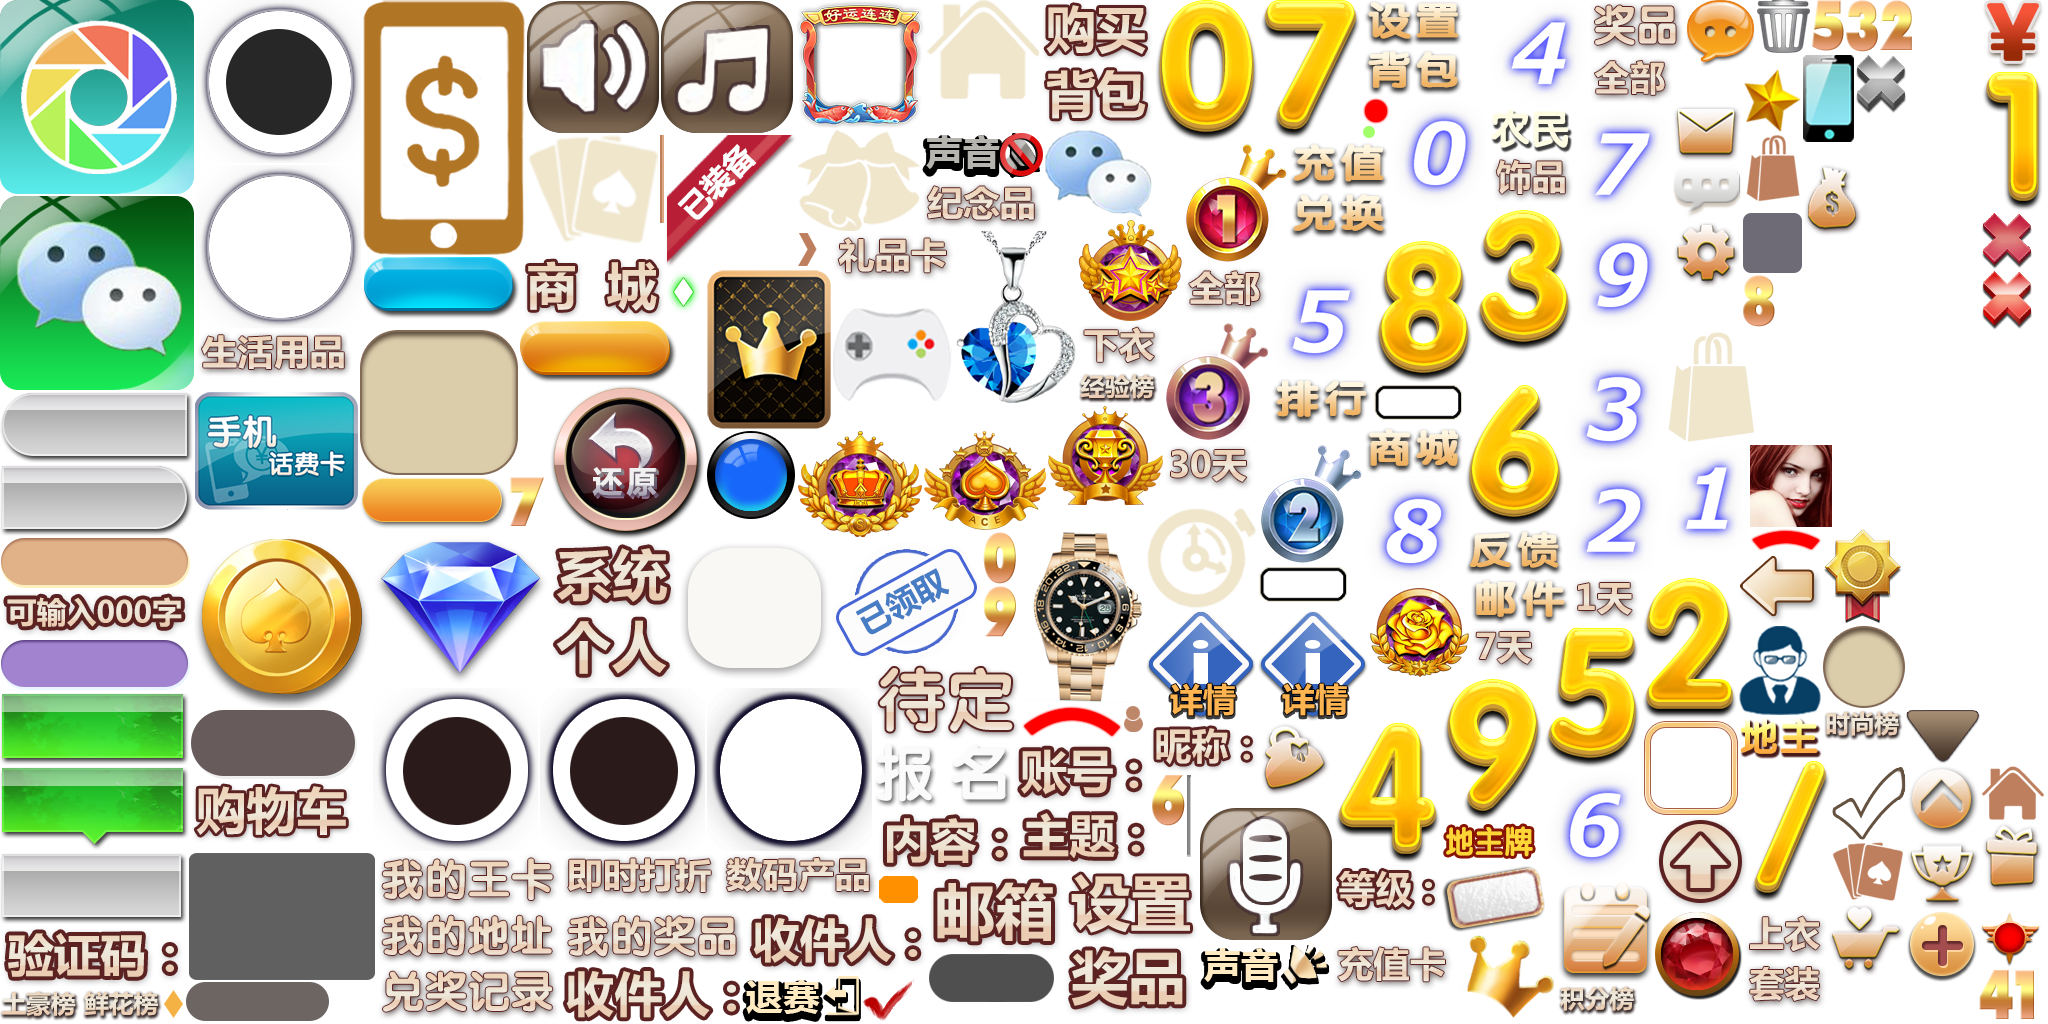 好运连连
购买
背包
0
7
设置
背包
4
奖品
全部
532
¥
1
$
已装备
声音
纪念品
礼品卡
充值
兑换
0
农民
饰品
7
1
$
全部
5
8
3
9
8
商 城
生活用品
下衣
经验榜
3
排行
商城
6
3
手机
话费卡
7
还原
ACE
30天
2
8
2
1
反馈
邮件
1天
7天
系统
个人
已领取
0
9
可输入000字
详情
详情
待定
报 名
账号：
昵称：
内容：
主题：
6
购物车
4
9
5
2
地主
时尚榜
地主牌
6
/
我的王卡
即时打折
数码产品
我的地址
我的奖品
收件人：
兑奖记录
收件人：
退赛
邮箱
设置
奖品
声音
等级：
充值卡
积分榜
上衣
套装
41
验证码：
土豪榜
鲜花榜